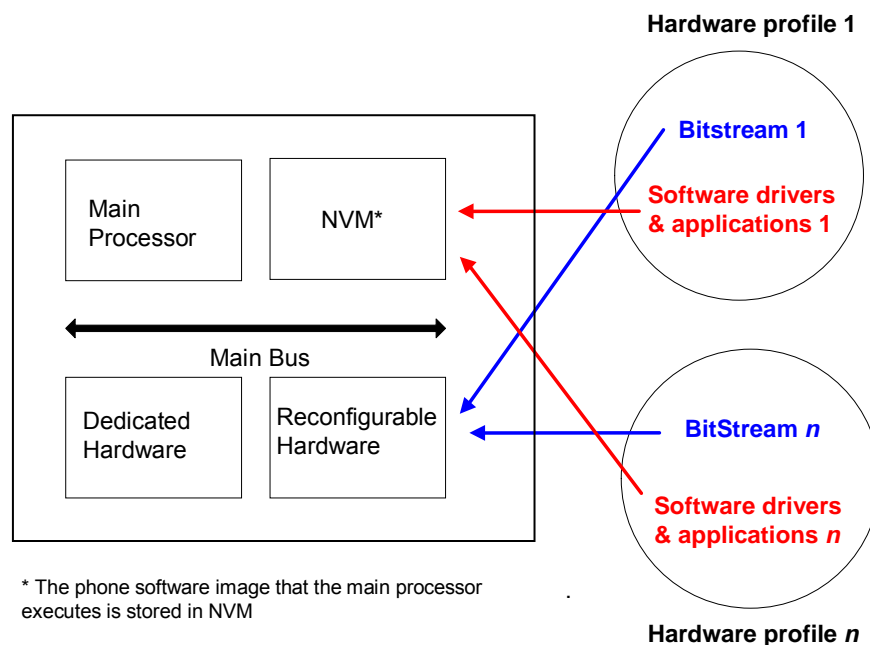 Hardware profile 1
Bitstream 1
Software drivers
& applications 1
Main
Processor
NVM*
Main Bus
Dedicated
Hardware
Reconfigurable
Hardware
BitStream n
Software drivers
& applications n
* The phone software image that the main processor
executes is stored in NVM
.
Hardware profile n